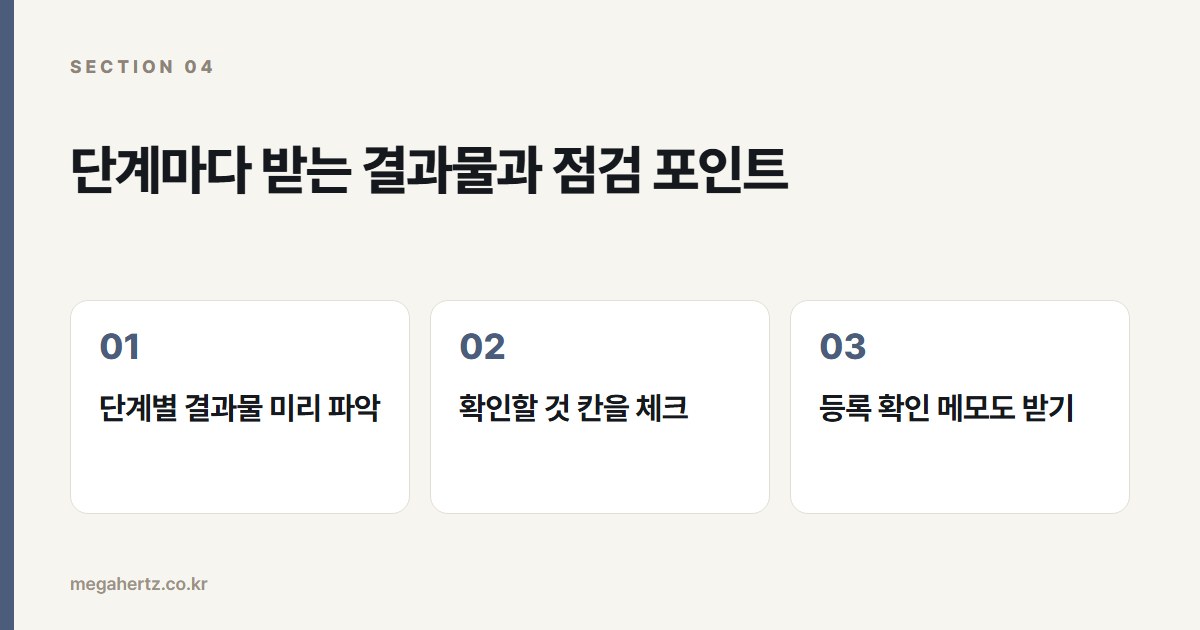 SECTION 04
단계마다 받는 결과물과 점검 포인트
01
단계별 결과물 미리 파악
02
확인할 것 칸을 체크
03
등록 확인 메모도 받기
megahertz.co.kr